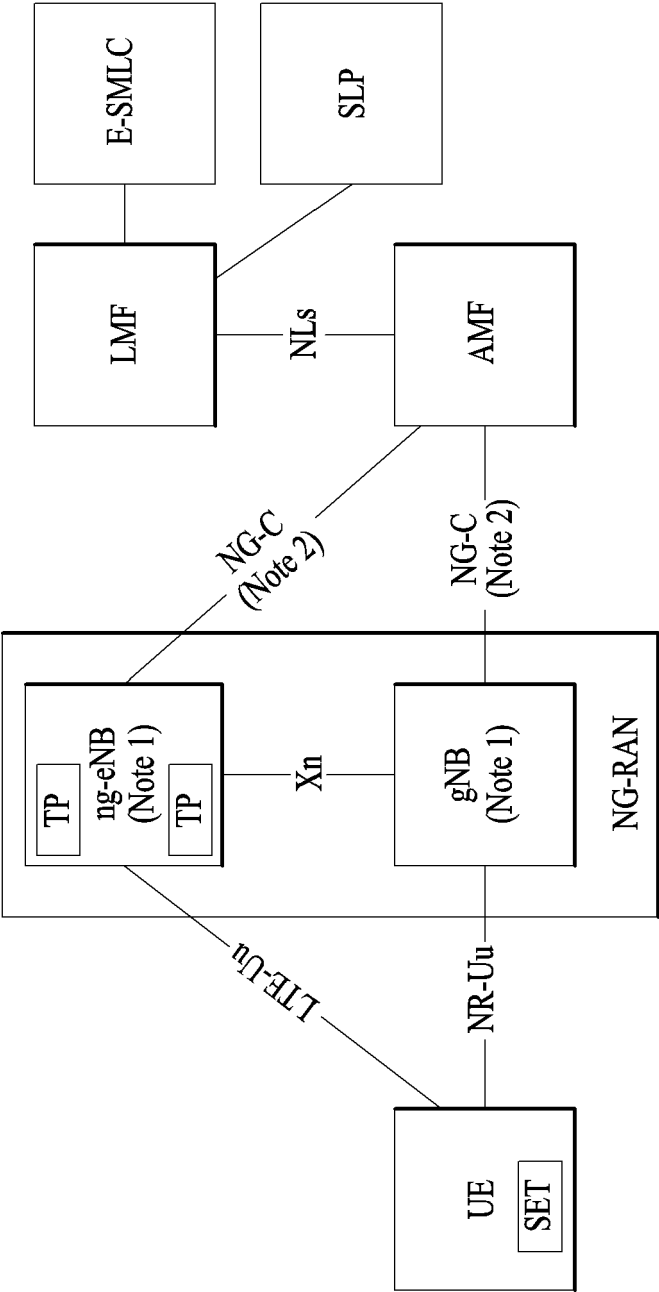 UE
SET
LTE-Uu
NR-Uu
TP
ng-eNB
(Note 1)
TP
Xn
gNB
(Note 1)
NG-RAN
NG-C
(Note 2)
NG-C
(Note 2)
LMF
NLs
AMF
E-SMLC
SLP